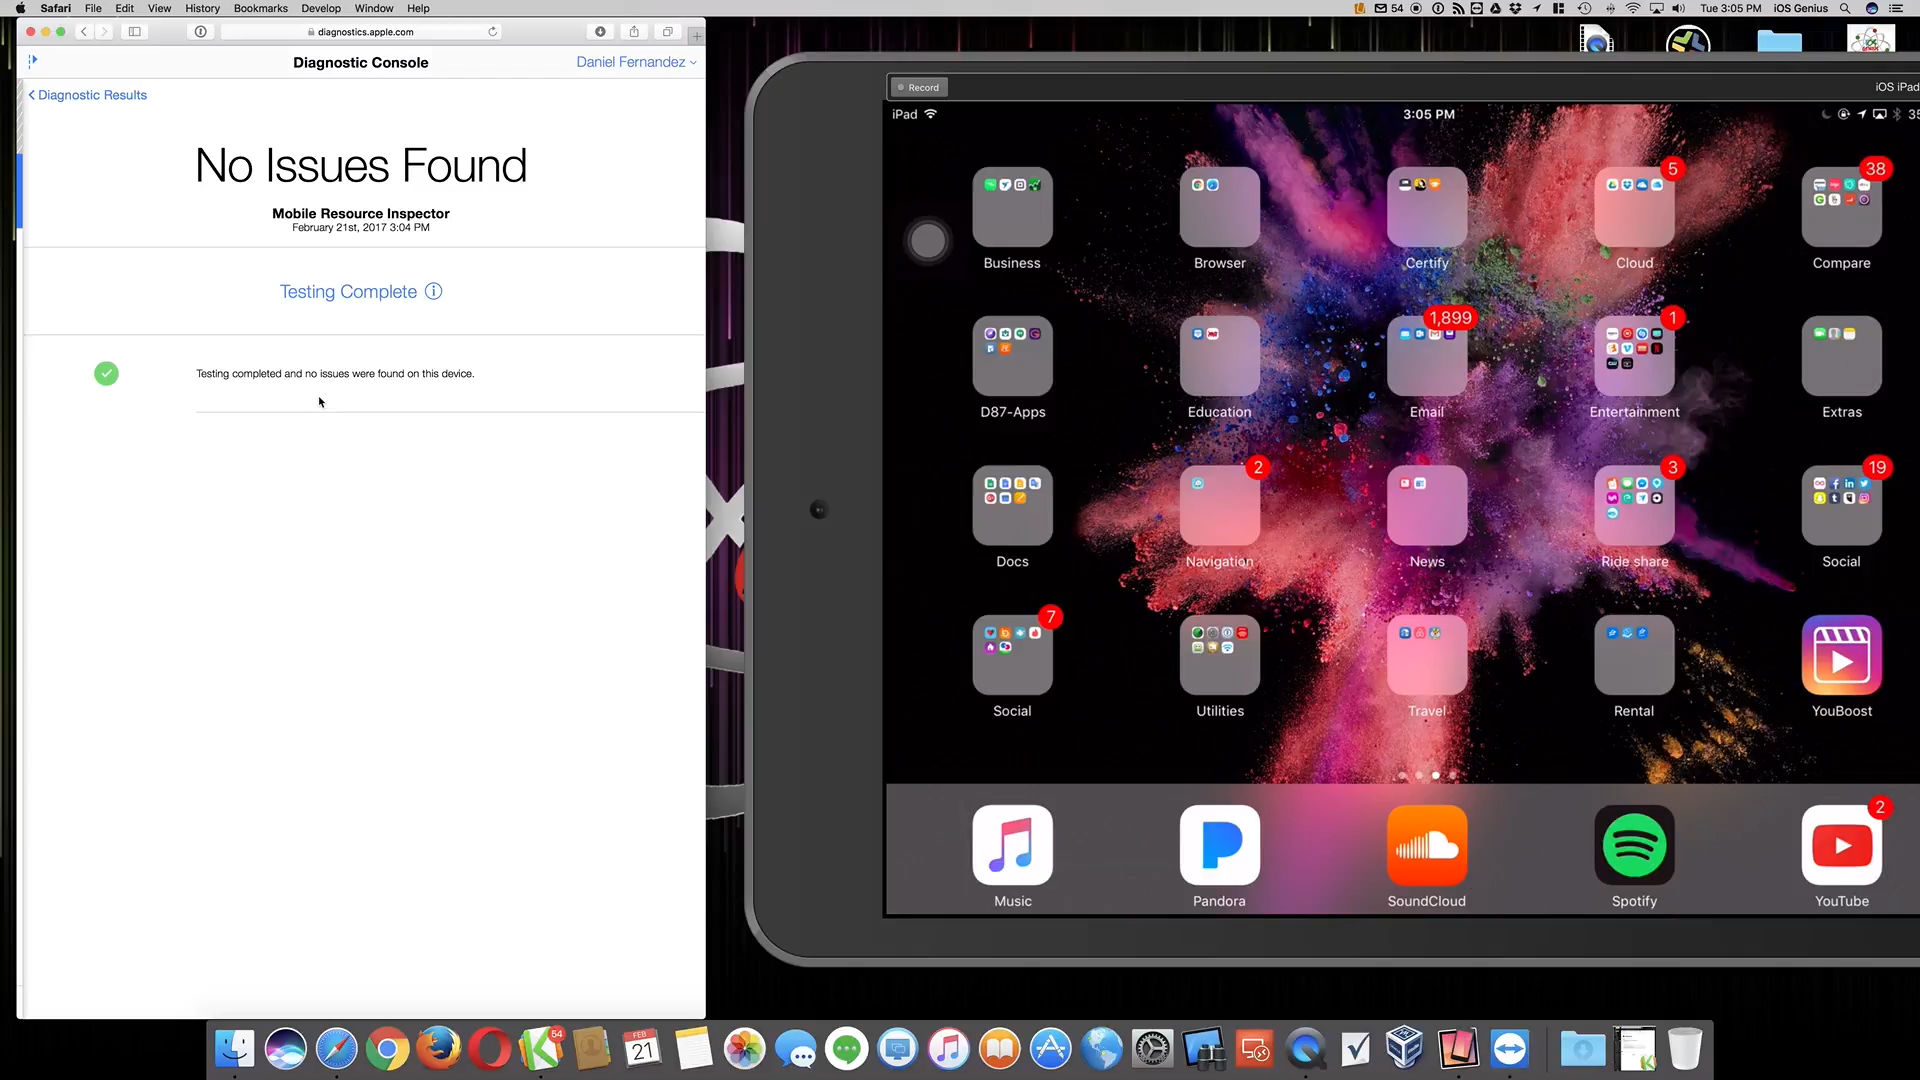 Safari File Edit View History Bookmarks Develop Window Help
54 Tue 3:05 PM iOS Genius
diagnostics.apple.com
Diagnostic Console
Daniel Fernandez
Diagnostic Results
No Issues Found
Mobile Resource Inspector
February 21st, 2017 3:04 PM
Testing Complete
Testing completed and no issues were found on this device.
Record
iOS iPad
iPad 3:05 PM 35
5 38
Business Browser Certify Cloud Compare
1,899 1
D87-Apps Education Email Entertainment Extras
2 3 19
Docs Navigation News Ride share Social
7
Social Utilities Travel Rental YouBoost
2
Music Pandora SoundCloud Spotify YouTube
54
FEB
21